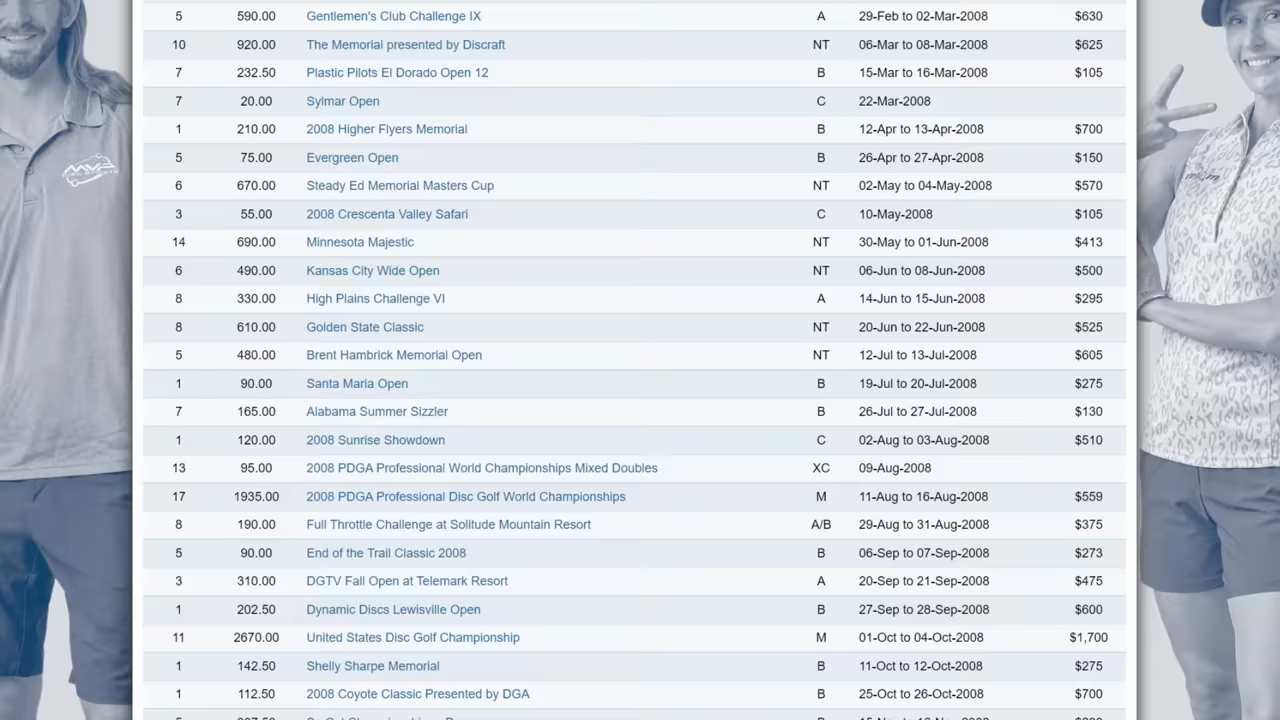 5 590.00 Gentlemen's Club Challenge IX A 29-Feb to 02-Mar-2008 $630
10 920.00 The Memorial presented by Discraft NT 06-Mar to 08-Mar-2008 $625
7 232.50 Plastic Pilots El Dorado Open 12 B 15-Mar to 16-Mar-2008 $105
7 20.00 Sylmar Open C 22-Mar-2008
1 210.00 2008 Higher Flyers Memorial B 12-Apr to 13-Apr-2008 $700
5 75.00 Evergreen Open B 26-Apr to 27-Apr-2008 $150
6 670.00 Steady Ed Memorial Masters Cup NT 02-May to 04-May-2008 $570
3 55.00 2008 Crescenta Valley Safari C 10-May-2008 $105
14 690.00 Minnesota Majestic NT 30-May to 01-Jun-2008 $413
6 490.00 Kansas City Wide Open NT 06-Jun to 08-Jun-2008 $500
8 330.00 High Plains Challenge VI A 14-Jun to 15-Jun-2008 $295
8 610.00 Golden State Classic NT 20-Jun to 22-Jun-2008 $525
5 480.00 Brent Hambrick Memorial Open NT 12-Jul to 13-Jul-2008 $605
1 90.00 Santa Maria Open B 19-Jul to 20-Jul-2008 $275
7 165.00 Alabama Summer Sizzler B 26-Jul to 27-Jul-2008 $130
1 120.00 2008 Sunrise Showdown C 02-Aug to 03-Aug-2008 $510
13 95.00 2008 PDGA Professional World Championships Mixed Doubles XC 09-Aug-2008
17 1935.00 2008 PDGA Professional Disc Golf World Championships M 11-Aug to 16-Aug-2008 $559
8 190.00 Full Throttle Challenge at Solitude Mountain Resort A/B 29-Aug to 31-Aug-2008 $375
5 90.00 End of the Trail Classic 2008 B 06-Sep to 07-Sep-2008 $273
3 310.00 DGTV Fall Open at Telemark Resort A 20-Sep to 21-Sep-2008 $475
1 202.50 Dynamic Discs Lewisville Open B 27-Sep to 28-Sep-2008 $600
11 2670.00 United States Disc Golf Championship M 01-Oct to 04-Oct-2008 $1,700
1 142.50 Shelly Sharpe Memorial B 11-Oct to 12-Oct-2008 $275
1 112.50 2008 Coyote Classic Presented by DGA B 25-Oct to 26-Oct-2008 $700